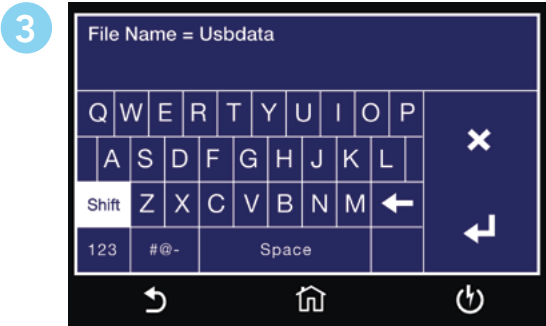 3
File Name = Usbdata
Q W E R T Y U I O P
A S D F G H J K L
Shift Z X C V B N M
123 #@- Space